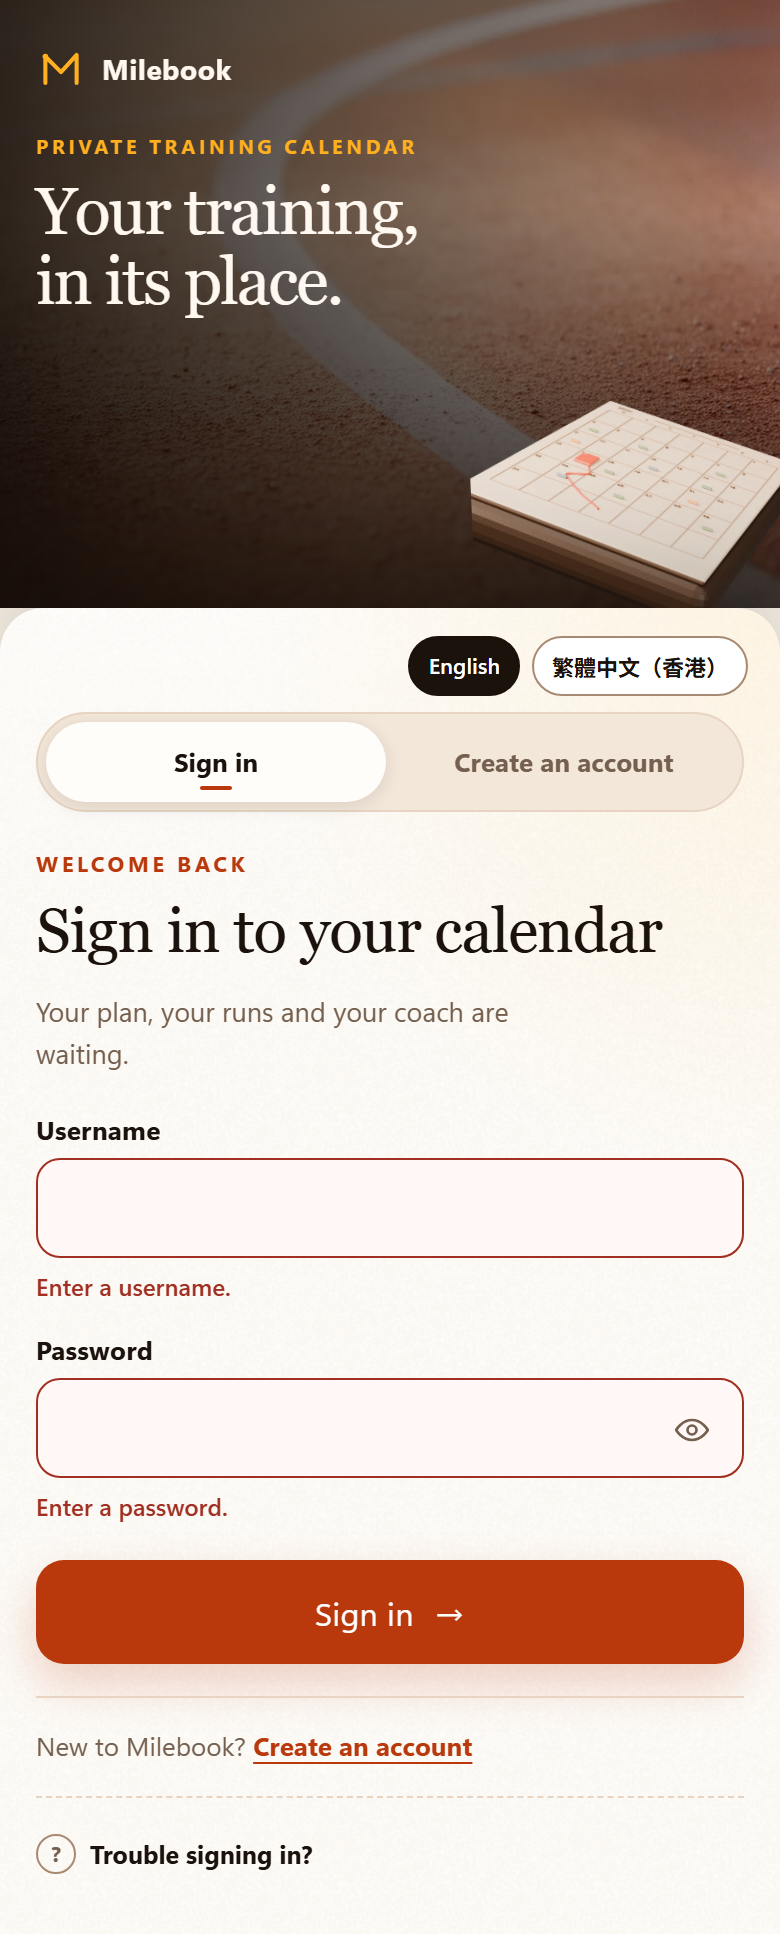 Milebook
PRIVATE TRAINING CALENDAR
Your training,
in its place.
English
繁體中文（香港）
Sign in
Create an account
WELCOME BACK
Sign in to your calendar
Your plan, your runs and your coach are
waiting.
Username
Enter a username.
Password
Enter a password.
Sign in →
New to Milebook? Create an account
? Trouble signing in?